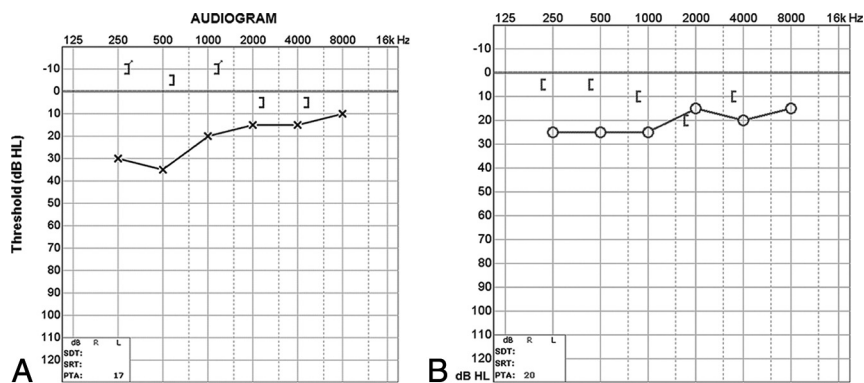 AUDIOGRAM
125 250 500 1000 2000 4000 8000 16k Hz
-10
0
10
20
30
40
50
60
70
80
90
100
110
120
Threshold (dB HL)
dB R L
SDT:
SRT:
PTA: 17
A
125 250 500 1000 2000 4000 8000 16k Hz
-10
0
10
20
30
40
50
60
70
80
90
100
110
120
dB HL
dB R L
SDT:
SRT:
PTA: 20
B